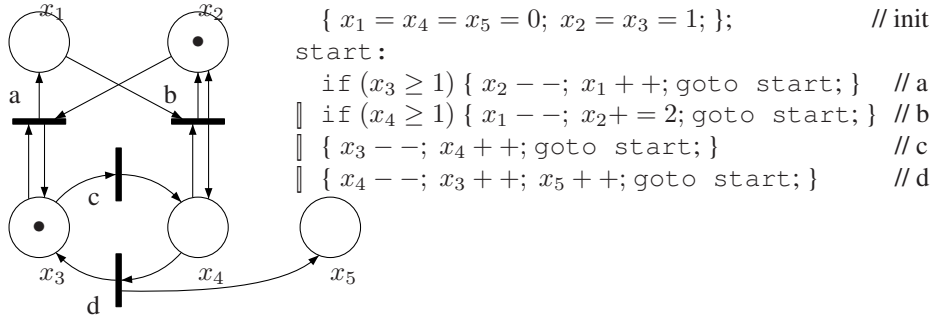 x₁ x₂
a b
c
x₃ x₄ x₅
d
{ x₁ = x₄ = x₅ = 0; x₂ = x₃ = 1; }; // init
start:
if (x₃ ≥ 1) { x₂ − −; x₁ + +; goto start; } // a
[] if (x₄ ≥ 1) { x₁ − −; x₂+ = 2; goto start; } // b
[] { x₃ − −; x₄ + +; goto start; } // c
[] { x₄ − −; x₃ + +; x₅ + +; goto start; } // d